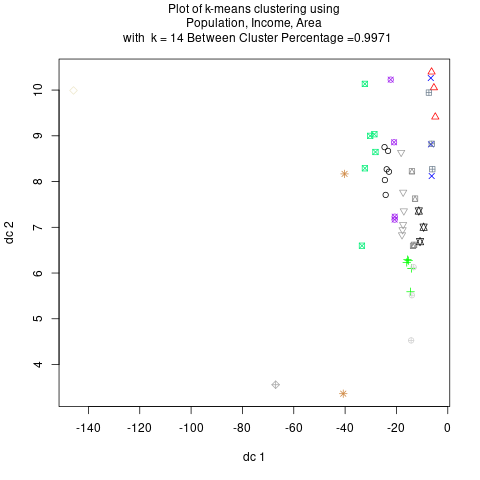 Plot of k-means clustering using
Population, Income, Area
with k = 14 Between Cluster Percentage =0.9971
10
9
8
7
6
5
4
dc 2
-140 -120 -100 -80 -60 -40 -20 0
dc 1